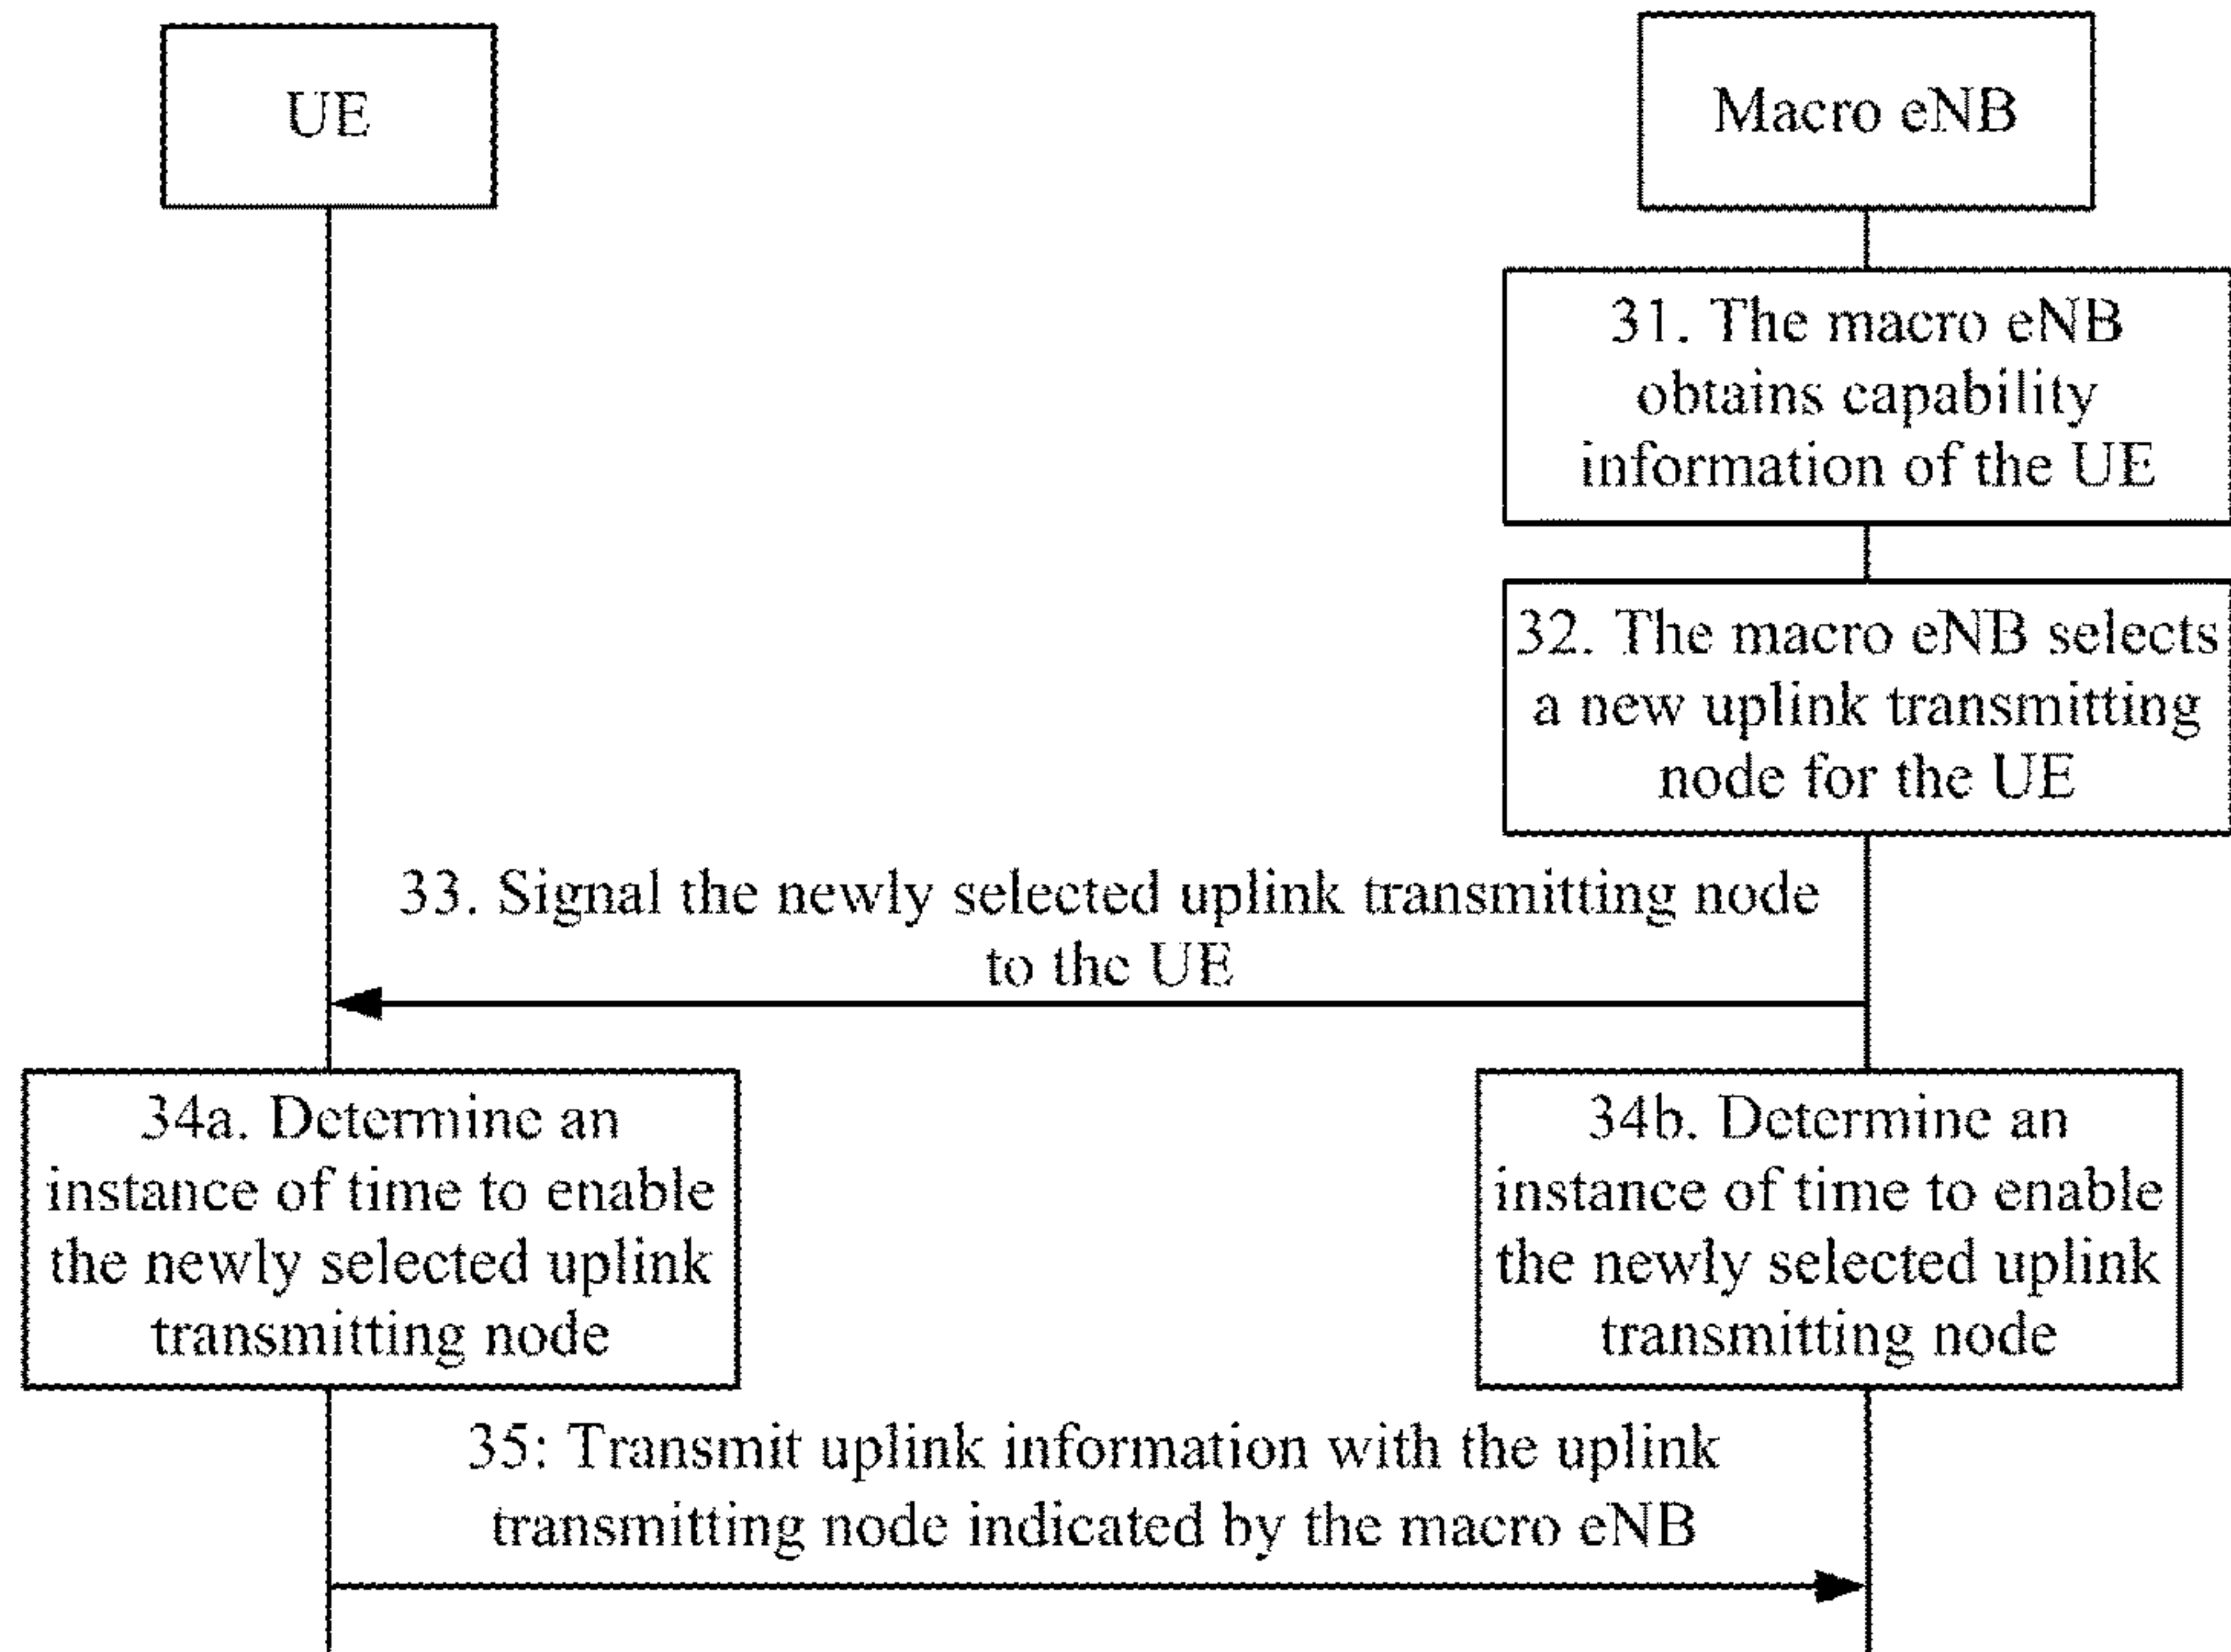 UE
Macro eNB
31. The macro eNB
obtains capability
information of the UE
32. The macro eNB selects
a new uplink transmitting
node for the UE
33. Signal the newly selected uplink transmitting node
to the UE
34a. Determine an
instance of time to enable
the newly selected uplink
transmitting node
34b. Determine an
instance of time to enable
the newly selected uplink
transmitting node
35: Transmit uplink information with the uplink
transmitting node indicated by the macro eNB